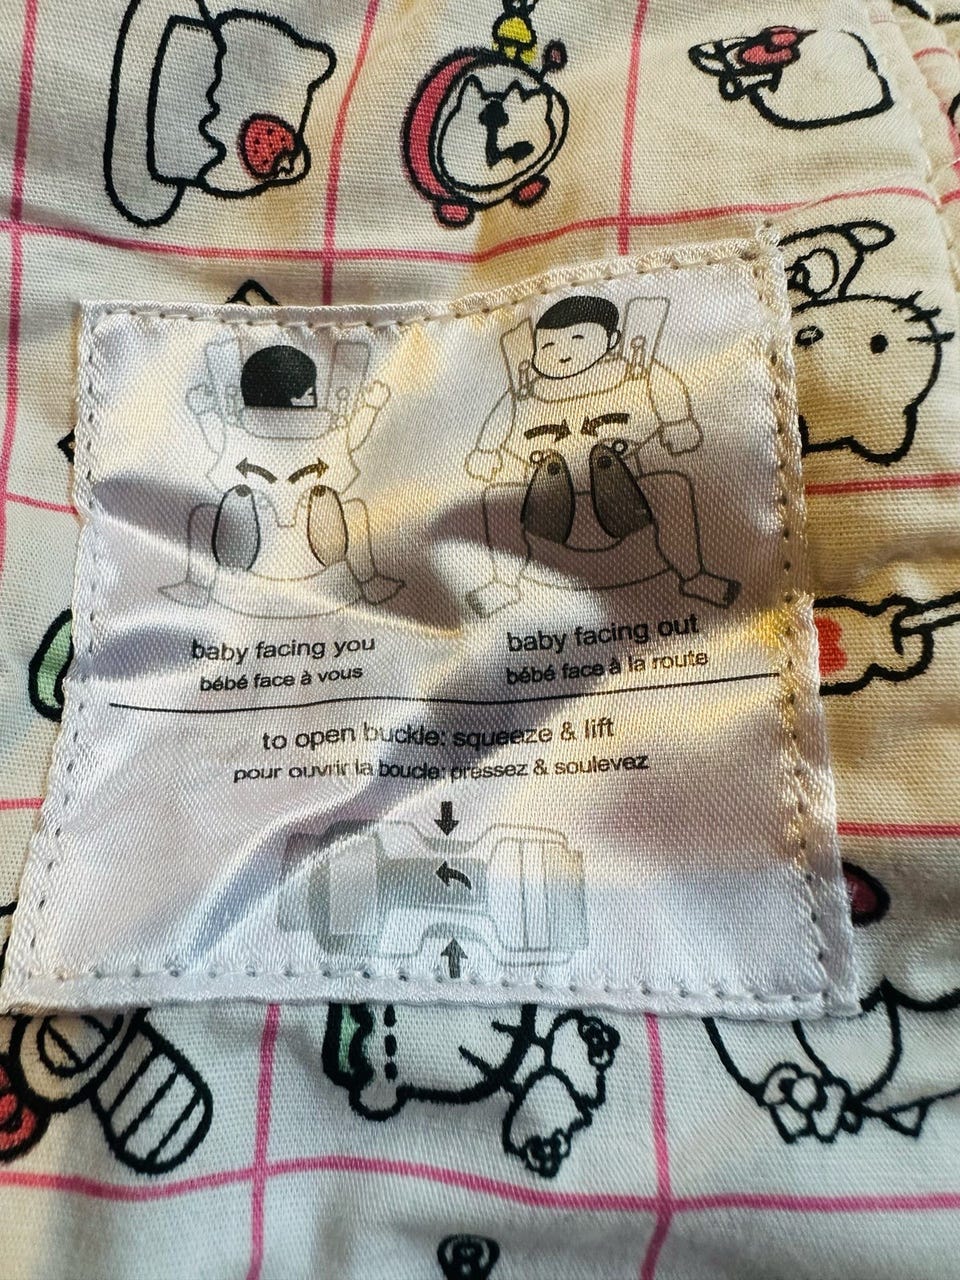 baby facing you
bébé face à vous
baby facing out
bébé face à la route
to open buckle: squeeze & lift
pour ouvrir la boucle: pressez & soulevez